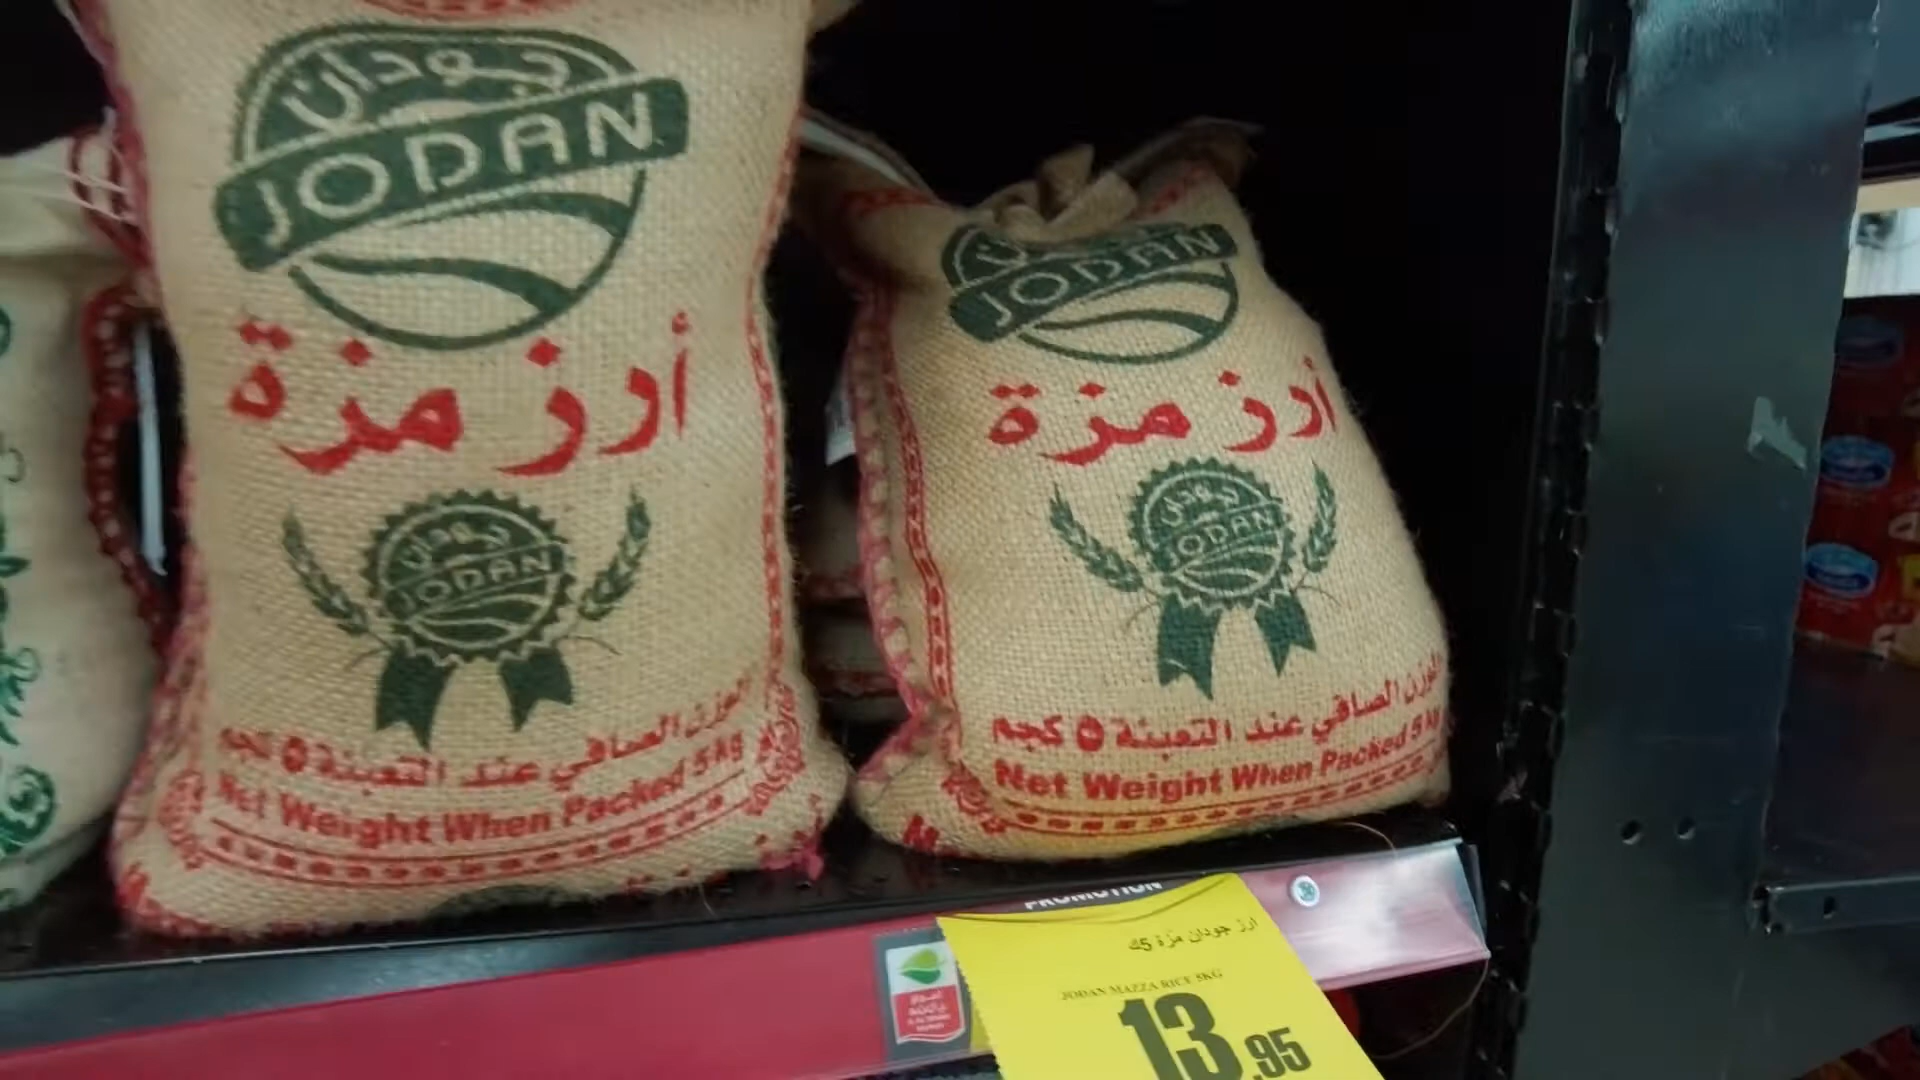 جودان
JODAN
أرز مزة
جودان
JODAN
الوزن الصافي عند التعبئة ٥ كجم
Net Weight When Packed 5 kg
JODAN
أرز مزة
جودان
JODAN
الوزن الصافي عند التعبئة ٥ كجم
Net Weight When Packed 5 kg
PROMOTION
ارز جودان مزة 5ك
JODAN MAZZA RICE 5KG
13.95